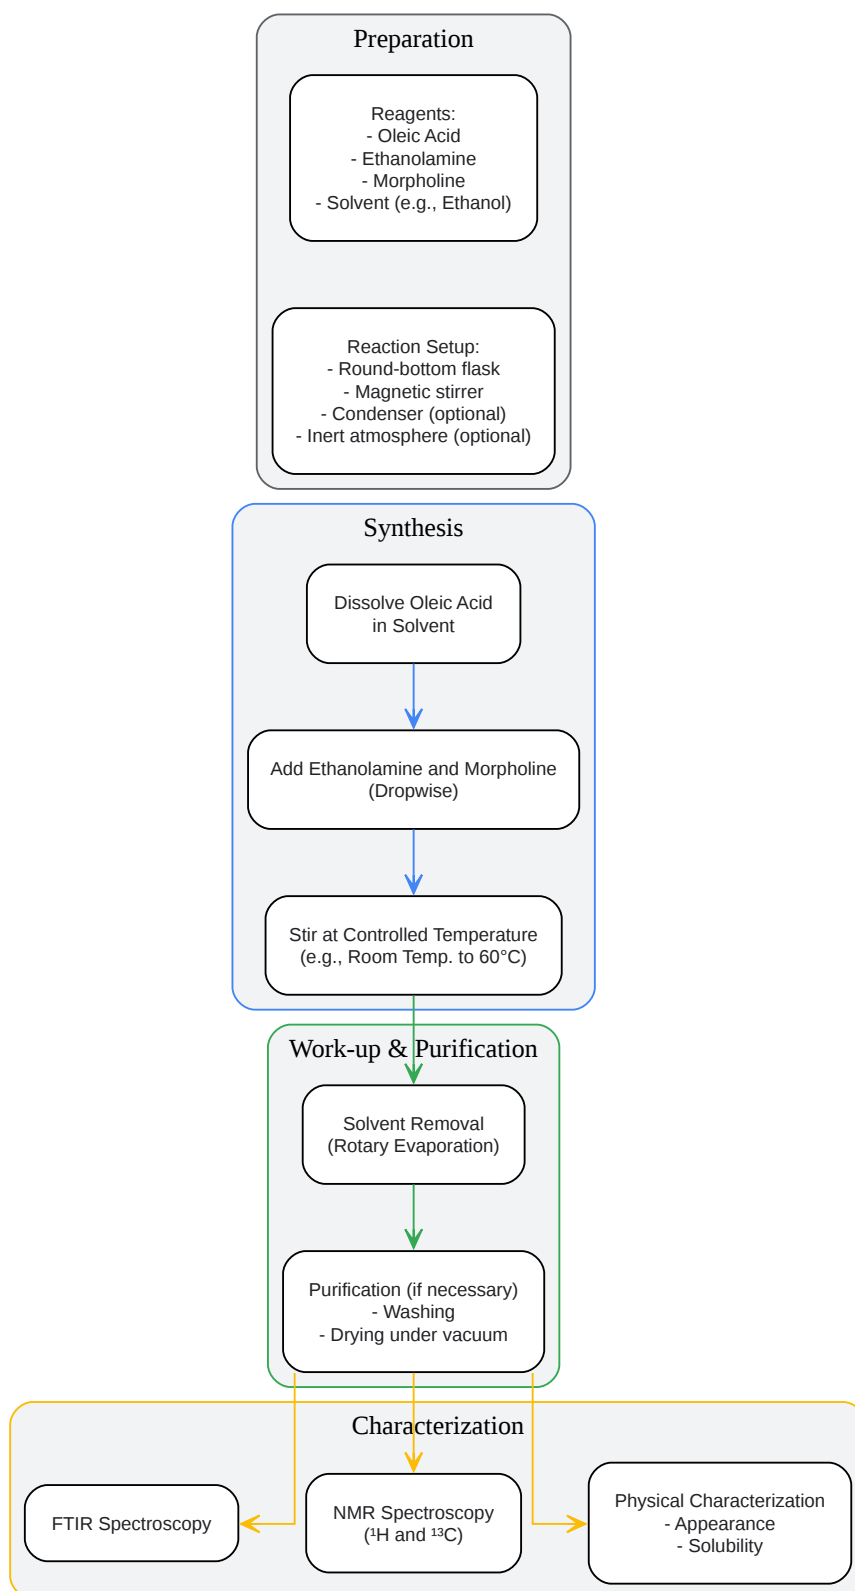 Preparation
Reagents:
- Oleic Acid
- Ethanolamine
- Morpholine
- Solvent (e.g., Ethanol)
Reaction Setup:
- Round-bottom flask
- Magnetic stirrer
- Condenser (optional)
- Inert atmosphere (optional)
Synthesis
Dissolve Oleic Acid
in Solvent
Add Ethanolamine and Morpholine
(Dropwise)
Stir at Controlled Temperature
(e.g., Room Temp. to 60°C)
Work-up & Purification
Solvent Removal
(Rotary Evaporation)
Purification (if necessary)
- Washing
- Drying under vacuum
Characterization
FTIR Spectroscopy
NMR Spectroscopy
(¹H and ¹³C)
Physical Characterization
- Appearance
- Solubility